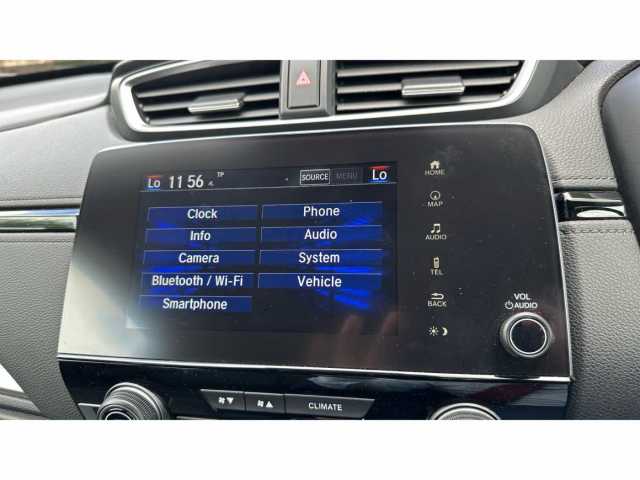 Lo 11 56 TP SOURCE MENU Lo
Clock Phone
Info Audio
Camera System
Bluetooth / Wi-Fi Vehicle
Smartphone
HOME
MAP
AUDIO
TEL
BACK
VOL
AUDIO
CLIMATE